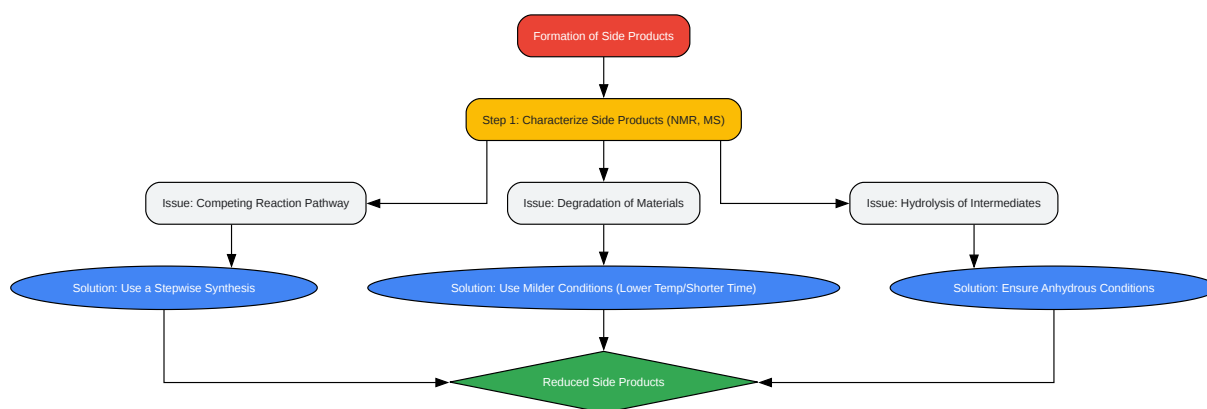 Formation of Side Products
Step 1: Characterize Side Products (NMR, MS)
Issue: Competing Reaction Pathway
Issue: Degradation of Materials
Issue: Hydrolysis of Intermediates
Solution: Use a Stepwise Synthesis
Solution: Use Milder Conditions (Lower Temp/Shorter Time)
Solution: Ensure Anhydrous Conditions
Reduced Side Products